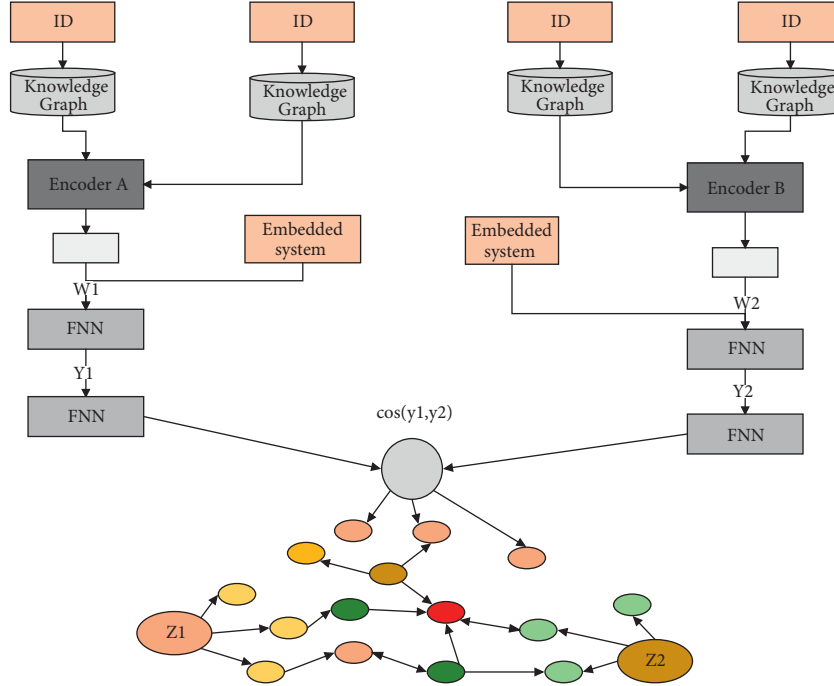 ID
ID
ID
ID
Knowledge
Graph
Knowledge
Graph
Knowledge
Graph
Knowledge
Graph
Encoder A
Encoder B
Embedded
system
Embedded
system
W1
W2
FNN
FNN
Y1
Y2
FNN
FNN
cos(y1,y2)
Z1
Z2